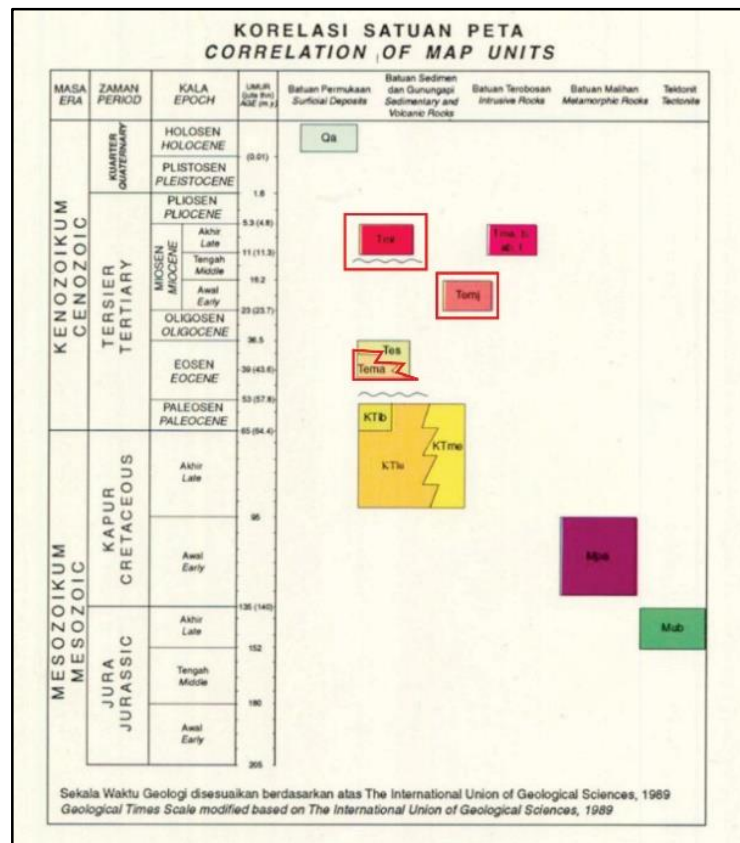 KORELASI SATUAN PETA
CORRELATION OF MAP UNITS
MASA
ERA
ZAMAN
PERIOD
KALA
EPOCH
UMUR
(juta thn)
AGE (m.y.)
Batuan Permukaan
Surficial Deposits
Batuan Sedimen
dan Gunungapi
Sedimentary and
Volcanic Rocks
Batuan Terobosan
Intrusive Rocks
Batuan Malihan
Metamorphic Rocks
Tektonit
Tectonite
KENOZOIKUM
CENOZOIC
KUARTER
QUATERNARY
HOLOSEN
HOLOCENE
Qa
(0.01)
PLISTOSEN
PLEISTOCENE
1.6
TERSIER
TERTIARY
PLIOSEN
PLIOCENE
5.3 (4.8)
MIOSEN
MIOCENE
Akhir
Late
11 (11.3)
Tengah
Middle
16.2
Awal
Early
Tomj
23 (23.7)
OLIGOSEN
OLIGOCENE
36.5
EOSEN
EOCENE
Tes
Tema
39 (43.6)
53 (57.8)
PALEOSEN
PALEOCENE
KTlb
65 (64.4)
MESOZOIKUM
MESOZOIC
KAPUR
CRETACEOUS
Akhir
Late
KTme
95
Awal
Early
Mpa
135 (140)
JURA
JURASSIC
Akhir
Late
Mub
152
Tengah
Middle
180
Awal
Early
205
Sekala Waktu Geologi disesuaikan berdasarkan atas The International Union of Geological Sciences, 1989
Geological Times Scale modified based on The International Union of Geological Sciences, 1989